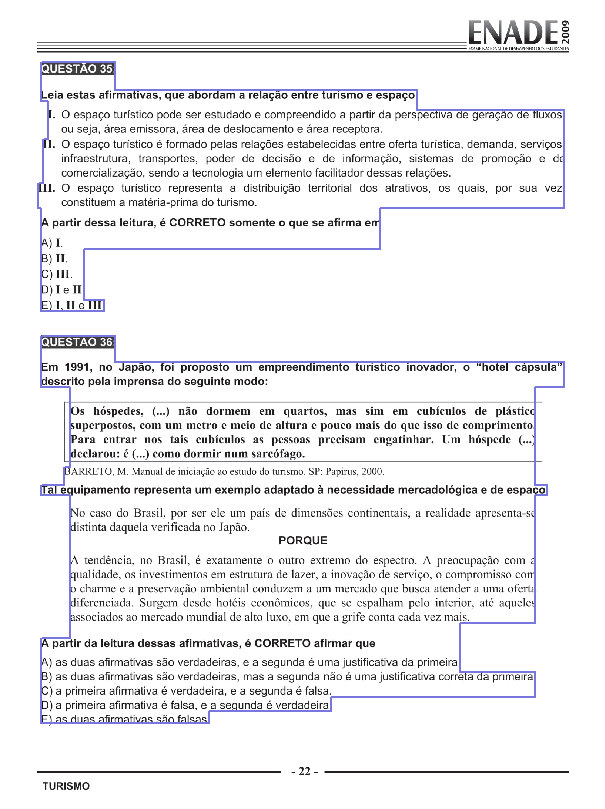 ENADE 2009
EXAME NACIONAL DE DESEMPENHO DOS ESTUDANTES
QUESTÃO 35
Leia estas afirmativas, que abordam a relação entre turismo e espaço
I. O espaço turístico pode ser estudado e compreendido a partir da perspectiva de geração de fluxos
ou seja, área emissora, área de deslocamento e área receptora.
II. O espaço turístico é formado pelas relações estabelecidas entre oferta turística, demanda, serviços
infraestrutura, transportes, poder de decisão e de informação, sistemas de promoção e de
comercialização, sendo a tecnologia um elemento facilitador dessas relações.
III. O espaço turístico representa a distribuição territorial dos atrativos, os quais, por sua vez
constituem a matéria-prima do turismo.
A partir dessa leitura, é CORRETO somente o que se afirma em
A) I.
B) II.
C) III.
D) I e II
E) I, II e III
QUESTÃO 36
Em 1991, no Japão, foi proposto um empreendimento turístico inovador, o “hotel cápsula”
descrito pela imprensa do seguinte modo:
Os hóspedes, (...) não dormem em quartos, mas sim em cubículos de plástico
superpostos, com um metro e meio de altura e pouco mais do que isso de comprimento.
Para entrar nos tais cubículos as pessoas precisam engatinhar. Um hóspede (...)
declarou: é (...) como dormir num sarcófago.
BARRETO, M. Manual de iniciação ao estudo do turismo. SP: Papirus, 2000.
Tal equipamento representa um exemplo adaptado à necessidade mercadológica e de espaço
No caso do Brasil, por ser ele um país de dimensões continentais, a realidade apresenta-se
distinta daquela verificada no Japão.
PORQUE
A tendência, no Brasil, é exatamente o outro extremo do espectro. A preocupação com a
qualidade, os investimentos em estrutura de lazer, a inovação de serviço, o compromisso com
o charme e a preservação ambiental conduzem a um mercado que busca atender a uma oferta
diferenciada. Surgem desde hotéis econômicos, que se espalham pelo interior, até aqueles
associados ao mercado mundial de alto luxo, em que a grife conta cada vez mais.
A partir da leitura dessas afirmativas, é CORRETO afirmar que
A) as duas afirmativas são verdadeiras, e a segunda é uma justificativa da primeira
B) as duas afirmativas são verdadeiras, mas a segunda não é uma justificativa correta da primeira
C) a primeira afirmativa é verdadeira, e a segunda é falsa.
D) a primeira afirmativa é falsa, e a segunda é verdadeira
E) as duas afirmativas são falsas
- 22 -
TURISMO